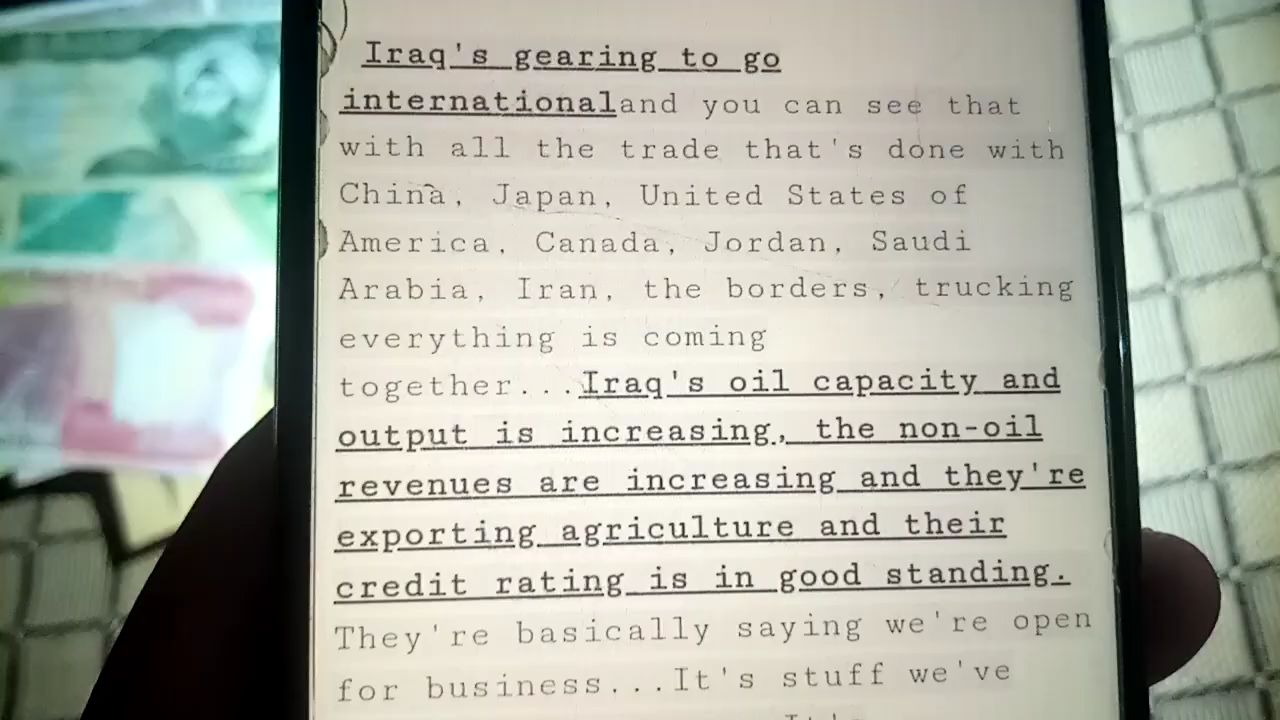 Iraq's gearing to go
internationaland you can see that
with all the trade that's done with
China, Japan, United States of
America, Canada, Jordan, Saudi
Arabia, Iran, the borders, trucking
everything is coming
together...Iraq's oil capacity and
output is increasing, the non-oil
revenues are increasing and they're
exporting agriculture and their
credit rating is in good standing.
They're basically saying we're open
for business...It's stuff we've